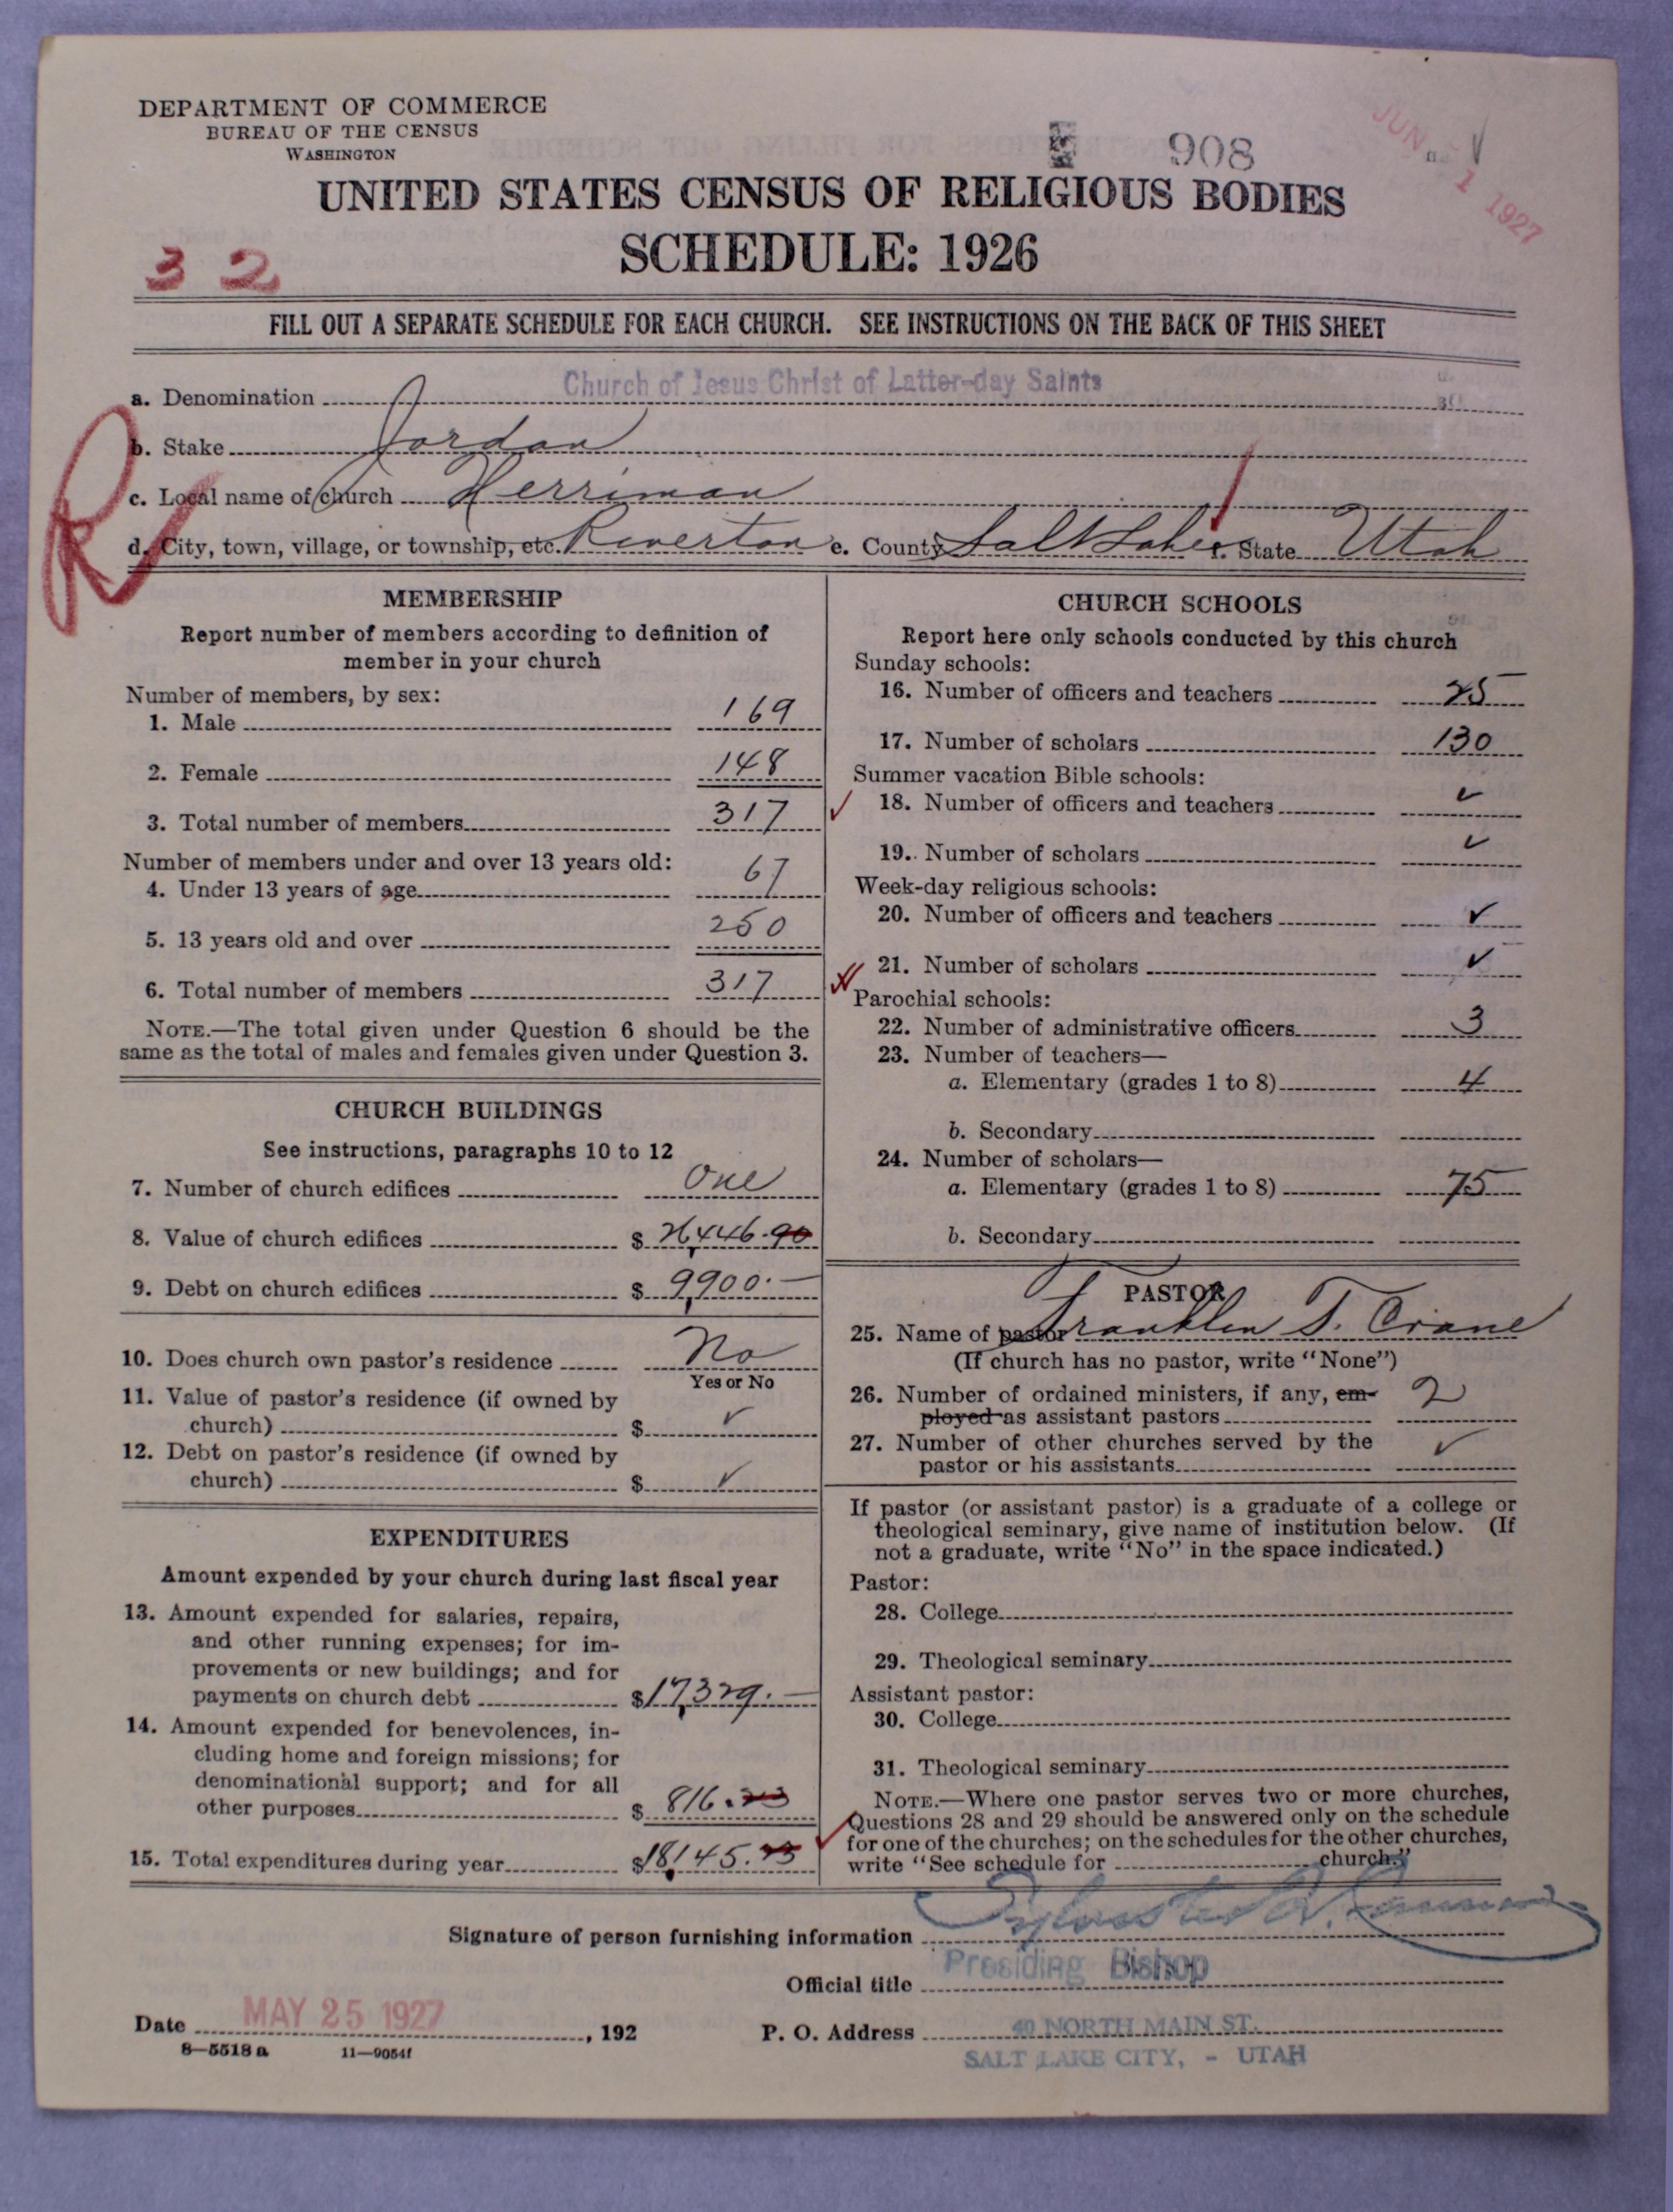 DEPARTMENT OF COMMERCE
BUREAU OF THE CENSUS
WASHINGTON
908
JUN 1 1927
UNITED STATES CENSUS OF RELIGIOUS BODIES
SCHEDULE: 1926
32
FILL OUT A SEPARATE SCHEDULE FOR EACH CHURCH. SEE INSTRUCTIONS ON THE BACK OF THIS SHEET
a. Denomination Church of Jesus Christ of Latter-day Saints
b. Stake Jordan
c. Local name of church Herriman
d. City, town, village, or township, etc. Riverton e. County Salt Lake f. State Utah
R
MEMBERSHIP
Report number of members according to definition of
member in your church
Number of members, by sex:
1. Male 169
2. Female 148
3. Total number of members 317
Number of members under and over 13 years old:
4. Under 13 years of age 67
5. 13 years old and over 250
6. Total number of members 317
NOTE.—The total given under Question 6 should be the
same as the total of males and females given under Question 3.
CHURCH BUILDINGS
See instructions, paragraphs 10 to 12
7. Number of church edifices One
8. Value of church edifices $ 26,446.90
9. Debt on church edifices $ 9,900.—
10. Does church own pastor's residence No
Yes or No
11. Value of pastor's residence (if owned by
church) $ ✓
12. Debt on pastor's residence (if owned by
church) $ ✓
EXPENDITURES
Amount expended by your church during last fiscal year
13. Amount expended for salaries, repairs,
and other running expenses; for im-
provements or new buildings; and for
payments on church debt $ 17,329.—
14. Amount expended for benevolences, in-
cluding home and foreign missions; for
denominational support; and for all
other purposes $ 816.23
15. Total expenditures during year $ 18,145.23
CHURCH SCHOOLS
Report here only schools conducted by this church
Sunday schools:
16. Number of officers and teachers 25
17. Number of scholars 130
Summer vacation Bible schools:
18. Number of officers and teachers ✓
19. Number of scholars ✓
Week-day religious schools:
20. Number of officers and teachers ✓
21. Number of scholars ✓
Parochial schools:
22. Number of administrative officers 3
23. Number of teachers—
a. Elementary (grades 1 to 8) 4
b. Secondary
24. Number of scholars—
a. Elementary (grades 1 to 8) 75
b. Secondary
PASTOR
25. Name of pastor Franklin T. Crane
(If church has no pastor, write "None")
26. Number of ordained ministers, if any, em-
ployed as assistant pastors 2
27. Number of other churches served by the
pastor or his assistants ✓
If pastor (or assistant pastor) is a graduate of a college or
theological seminary, give name of institution below. (If
not a graduate, write "No" in the space indicated.)
Pastor:
28. College
29. Theological seminary
Assistant pastor:
30. College
31. Theological seminary
NOTE.—Where one pastor serves two or more churches,
Questions 28 and 29 should be answered only on the schedule
for one of the churches; on the schedules for the other churches,
write "See schedule for church."
Signature of person furnishing information Sylvester Q. Cannon
Official title Presiding Bishop
Date MAY 25 1927, 192 P. O. Address 40 NORTH MAIN ST.
8—5518 a 11—9054f SALT LAKE CITY, - UTAH